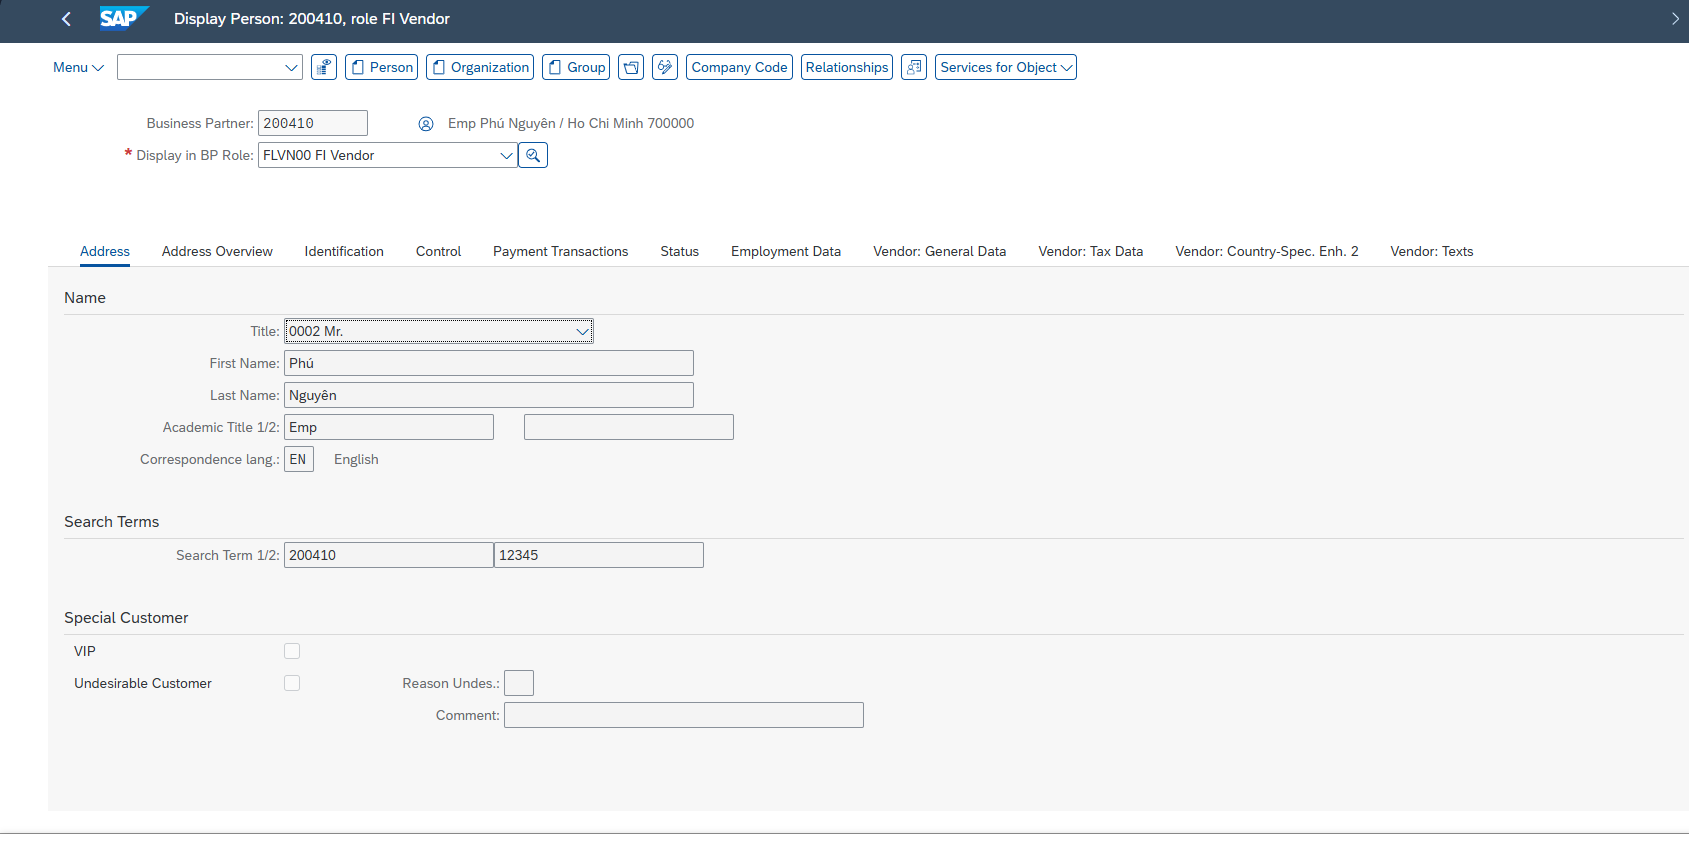 SAP Display Person: 200410, role FI Vendor
Menu Person Organization Group Company Code Relationships Services for Object
Business Partner: 200410 Emp Phú Nguyên / Ho Chi Minh 700000
* Display in BP Role: FLVN00 FI Vendor
Address Address Overview Identification Control Payment Transactions Status Employment Data Vendor: General Data Vendor: Tax Data Vendor: Country-Spec. Enh. 2 Vendor: Texts
Name
Title: 0002 Mr.
First Name: Phú
Last Name: Nguyên
Academic Title 1/2: Emp
Correspondence lang.: EN English
Search Terms
Search Term 1/2: 200410 12345
Special Customer
VIP
Undesirable Customer Reason Undes.:
Comment: